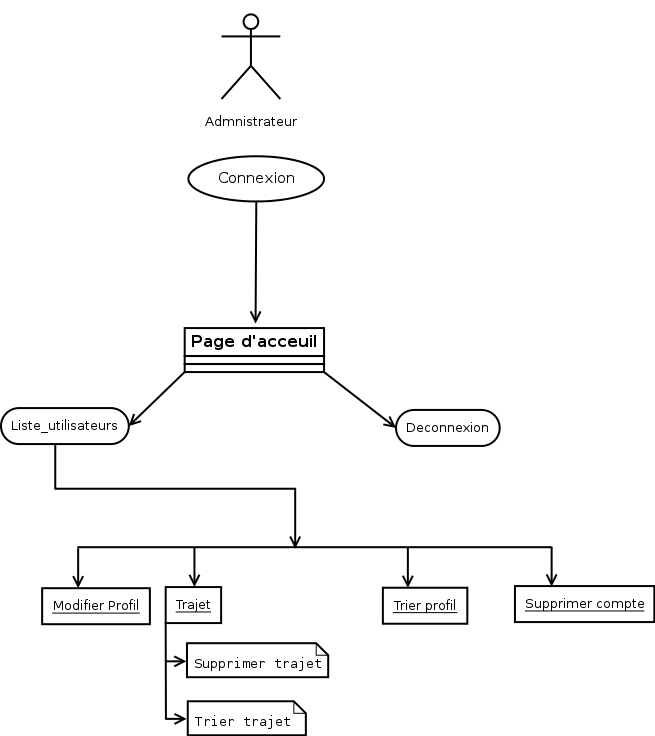 Admnistrateur
Connexion
Page d'acceuil
Liste_utilisateurs
Deconnexion
Modifier Profil
Trajet
Trier profil
Supprimer compte
Supprimer trajet
Trier trajet